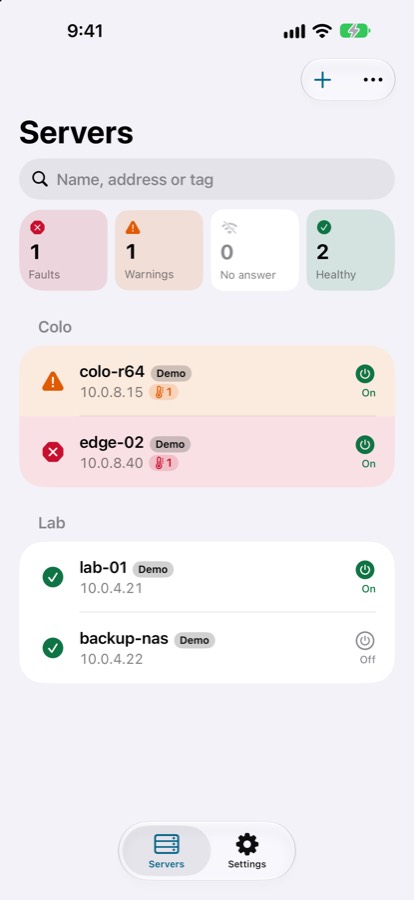 9:41
Servers
Name, address or tag
1
Faults
1
Warnings
0
No answer
2
Healthy
Colo
colo-r64 Demo
10.0.8.15 1
On
edge-02 Demo
10.0.8.40 1
On
Lab
lab-01 Demo
10.0.4.21
On
backup-nas Demo
10.0.4.22
Off
Servers
Settings